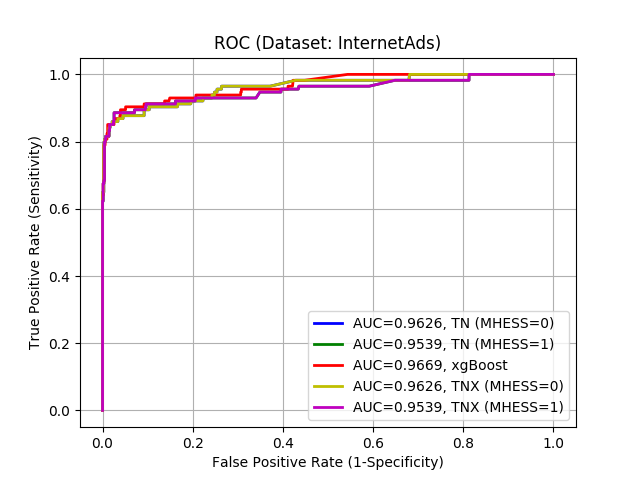 ROC (Dataset: InternetAds)
True Positive Rate (Sensitivity)
1.0
0.8
0.6
0.4
0.2
0.0
AUC=0.9626, TN (MHESS=0)
AUC=0.9539, TN (MHESS=1)
AUC=0.9669, xgBoost
AUC=0.9626, TNX (MHESS=0)
AUC=0.9539, TNX (MHESS=1)
0.0 0.2 0.4 0.6 0.8 1.0
False Positive Rate (1-Specificity)